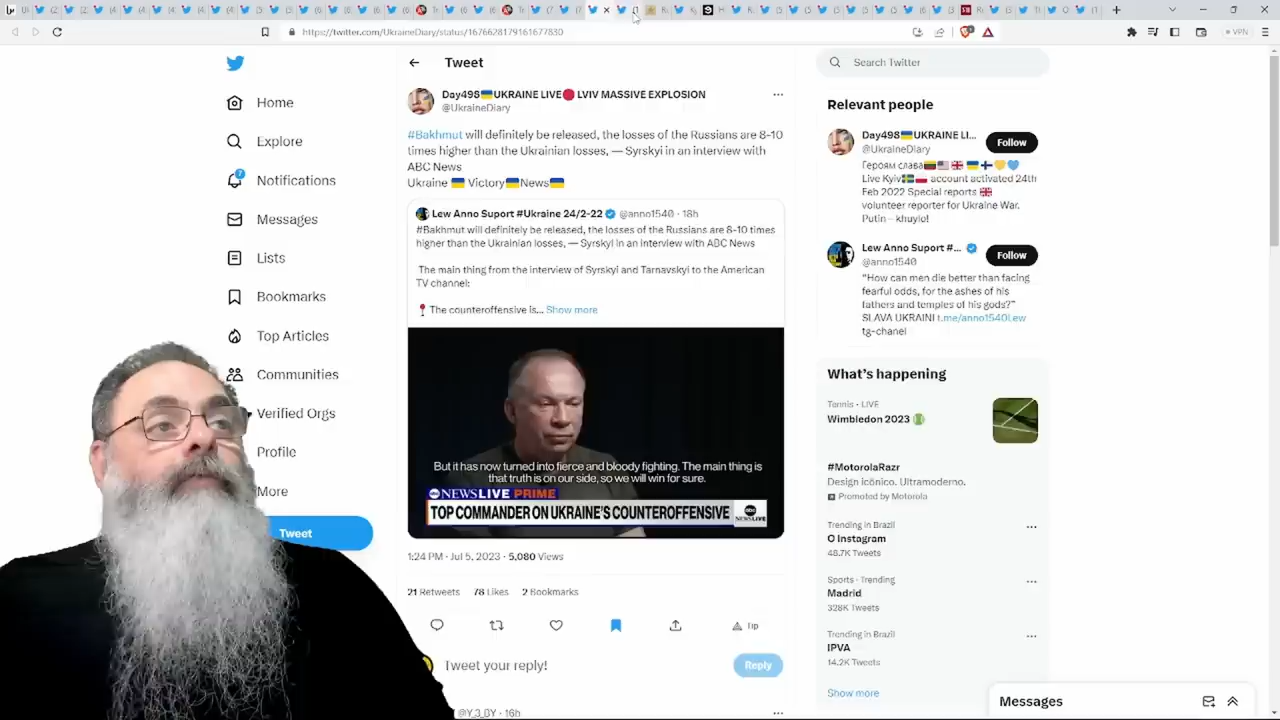 https://twitter.com/UkraineDiary/status/1676628179161677830
VPN
Home
Explore
7
Notifications
Messages
Lists
Bookmarks
Top Articles
Communities
Verified Orgs
Profile
More
Tweet
Tweet
Day498🇺🇦UKRAINE LIVE🔴 LVIV MASSIVE EXPLOSION
@UkraineDiary
#Bakhmut will definitely be released, the losses of the Russians are 8-10
times higher than the Ukrainian losses, — Syrskyi in an interview with
ABC News
Ukraine 🇺🇦 Victory🇺🇦News🇺🇦
Lew Anno Suport #Ukraine 24/2-22 @anno1540 · 18h
#Bakhmut will definitely be released, the losses of the Russians are 8-10 times
higher than the Ukrainian losses, — Syrskyi in an interview with ABC News
The main thing from the interview of Syrskyi and Tarnavskyi to the American
TV channel:
📍 The counteroffensive is... Show more
But it has now turned into fierce and bloody fighting. The main thing is
that truth is on our side, so we will win for sure.
abc NEWS LIVE PRIME
TOP COMMANDER ON UKRAINE'S COUNTEROFFENSIVE
abc
NEWS LIVE
1:24 PM · Jul 5, 2023 · 5,080 Views
21 Retweets 78 Likes 2 Bookmarks
Tip
Tweet your reply!
Reply
@Y_3_BY · 16h
Search Twitter
Relevant people
Day498🇺🇦UKRAINE LI...
@UkraineDiary
Follow
Героям слава🇱🇹🇺🇸🇬🇧🇺🇦🇫🇮💛💙
Live Kyiv🇸🇪🇵🇱 account activated 24th
Feb 2022 Special reports 🇬🇧
volunteer reporter for Ukraine War.
Putin – khuylo!
Lew Anno Suport #...
@anno1540
Follow
"How can men die better than facing
fearful odds, for the ashes of his
fathers and temples of his gods?"
SLAVA UKRAINI t.me/anno1540Lew
tg-chanel
What's happening
Tennis · LIVE
Wimbledon 2023
#MotorolaRazr
Design icônico. Ultramoderno.
Promoted by Motorola
Trending in Brazil
O Instagram
48.7K Tweets
Sports · Trending
Madrid
328K Tweets
Trending in Brazil
IPVA
14.2K Tweets
Show more
Messages